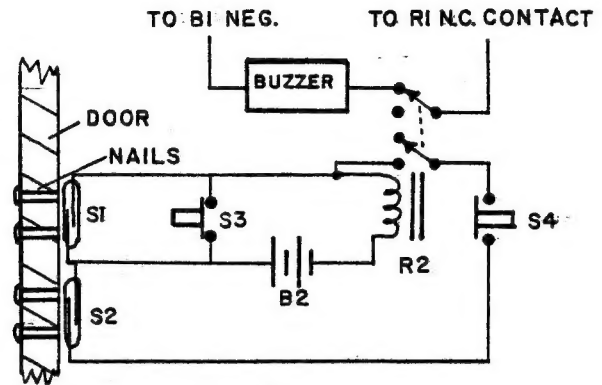 TO B1 NEG.
TO R1 N.C. CONTACT
BUZZER
DOOR
NAILS
S1
S3
S4
R2
B2
S2